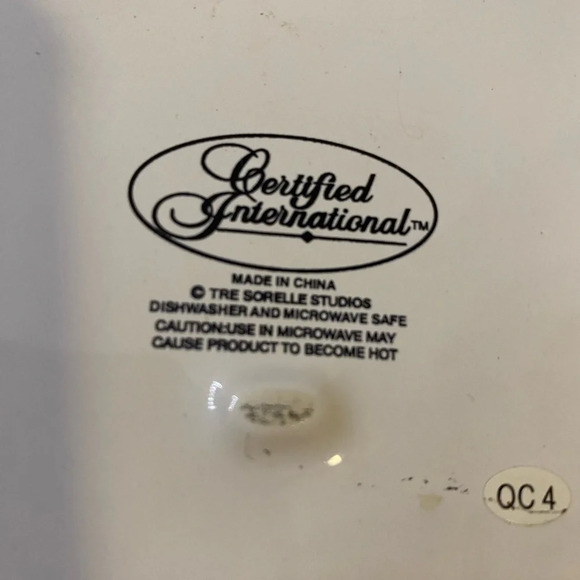 Certified
International™
MADE IN CHINA
© TRE SORELLE STUDIOS
DISHWASHER AND MICROWAVE SAFE
CAUTION:USE IN MICROWAVE MAY
CAUSE PRODUCT TO BECOME HOT
QC 4